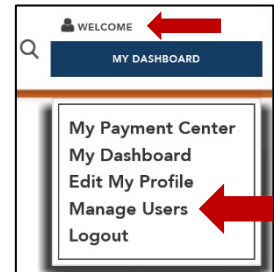 WELCOME
MY DASHBOARD
My Payment Center
My Dashboard
Edit My Profile
Manage Users
Logout